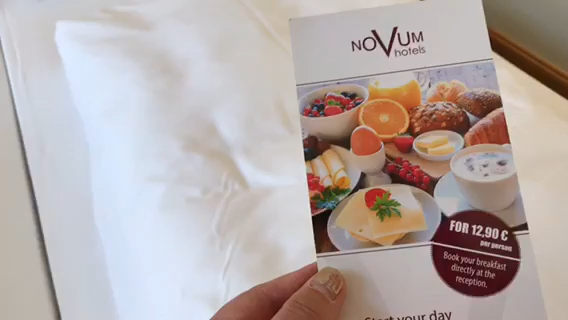 NOVUM
hotels
FOR 12,90 €
per person
Book your breakfast
directly at the
reception.
Start your day